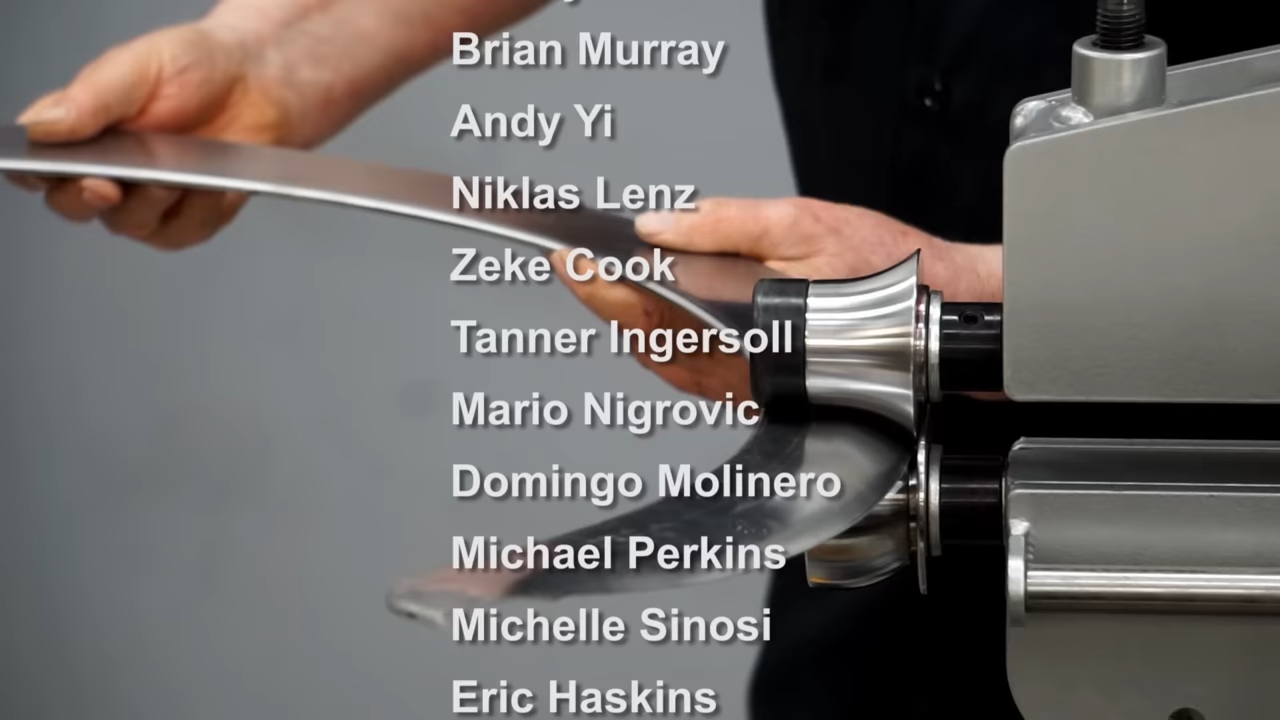 Brian Murray
Andy Yi
Niklas Lenz
Zeke Cook
Tanner Ingersoll
Mario Nigrovic
Domingo Molinero
Michael Perkins
Michelle Sinosi
Eric Haskins